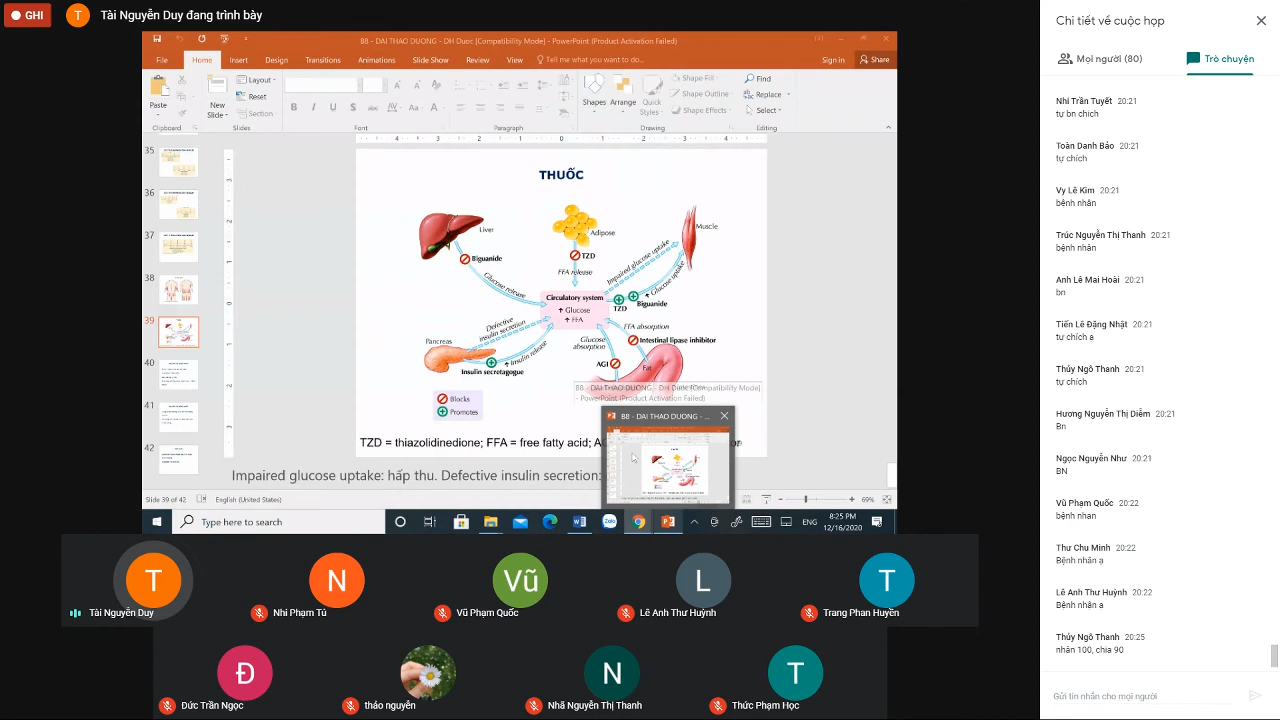 GHI
T
Tài Nguyễn Duy đang trình bày
B8 - DAI THAO DUONG - DH Duoc [Compatibility Mode] - PowerPoint (Product Activation Failed)
File Home Insert Design Transitions Animations Slide Show Review View Tell me what you want to do... Sign in Share
Paste
New
Slide
Layout
Reset
Section
B I U S
Aa
A
Shapes
Arrange
Quick
Styles
Shape Fill
Shape Outline
Shape Effects
Find
Replace
Select
Clipboard Slides Font Paragraph Drawing Editing
35
36
37
38
39
40
41
42
THUỐC
Liver
Adipose
Muscle
Biguanide
TZD
FFA release
Glucose release
Impaired glucose uptake
Glucose uptake
Circulatory system
↑ Glucose
↑ FFA
TZD
Biguanide
Defective
insulin secretion
FFA absorption
Pancreas
Insulin release
Glucose
absorption
Intestinal lipase inhibitor
Insulin secretagogue
AGI
Fat
B8 - DAI THAO DUONG - DH Duoc [Compatibility Mode]
- PowerPoint (Product Activation Failed)
Blocks
Promotes
B8 - DAI THAO DUONG - ...
TZD = thiazolidinedione; FFA = free fatty acid;
Impaired glucose uptake: hấp thu. Defective insulin secretion:
Slide 39 of 42 English (United States) 69%
Type here to search
Zalo
ENG
8:25 PM
12/16/2020
T
Tài Nguyễn Duy
N
Nhi Phạm Tú
Vũ
Vũ Phạm Quốc
L
Lê Anh Thư Huỳnh
T
Trang Phan Huyền
Đ
Đức Trần Ngọc
thảo nguyễn
N
Nhã Nguyễn Thị Thanh
T
Thức Phạm Học
Chi tiết về cuộc họp
Mọi người (80)
Trò chuyện
Nhi Trần Tuyết 20:21
tự bn chich
Toàn Danh Bảo 20:21
tự chích
Vy Lê Kim 20:21
bệnh nhân
Trúc Nguyễn Thị Thanh 20:21
bệnh nhân
Anh Lê Mai Hoài 20:21
bn
Tiến Lê Đặng Nhật 20:21
tự chích ạ
Thúy Ngô Thanh 20:21
tự chích
Hương Nguyễn Thị Diễm 20:21
Bn
Ngọc Nguyễn Như 20:21
BN
Vũ Phạm Quốc 20:22
bệnh nhan
Thư Chu Minh 20:22
Bệnh nhân ạ
Lê Anh Thư Huỳnh 20:22
Bênh nhân a
Thúy Ngô Thanh 20:25
nhân 100, chia 90
Gửi tin nhắn cho mọi người